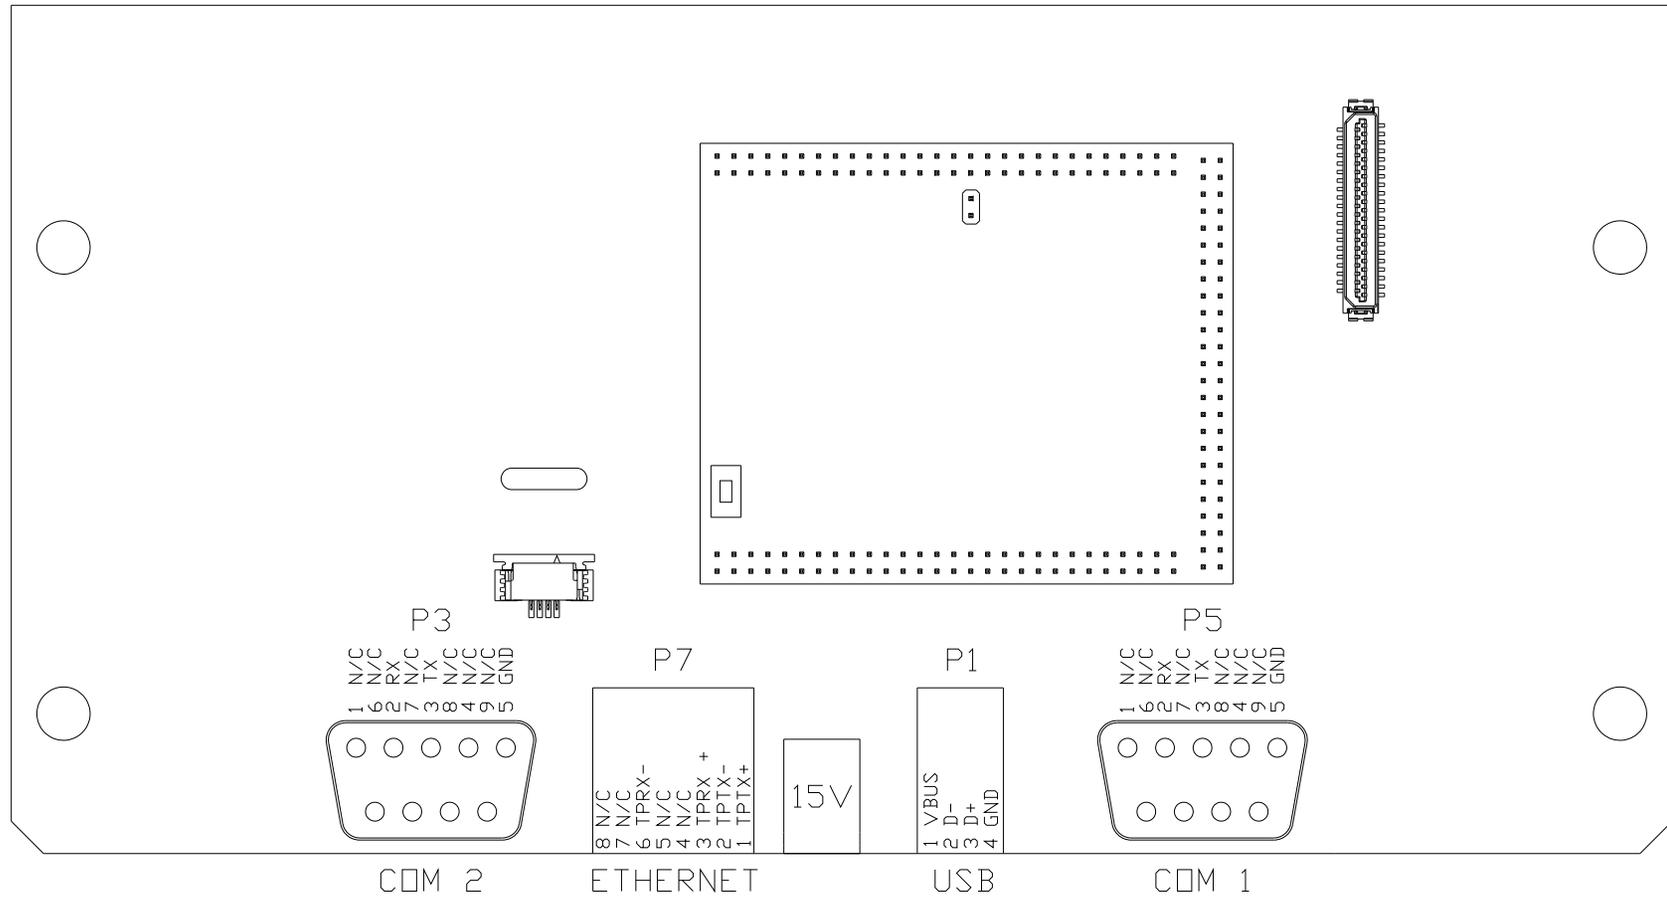 P3
1 N/C
6 N/C
2 RX
7 N/C
3 TX
8 N/C
4 N/C
9 N/C
5 GND
COM 2
P7
8 N/C
7 N/C
6 TPRX-
5 N/C
4 N/C
3 TPRX +
2 TPTX-
1 TPTX+
ETHERNET
15V
P1
1 VBUS
2 D-
3 D+
4 GND
USB
P5
1 N/C
6 N/C
2 RX
7 N/C
3 TX
8 N/C
4 N/C
9 N/C
5 GND
COM 1